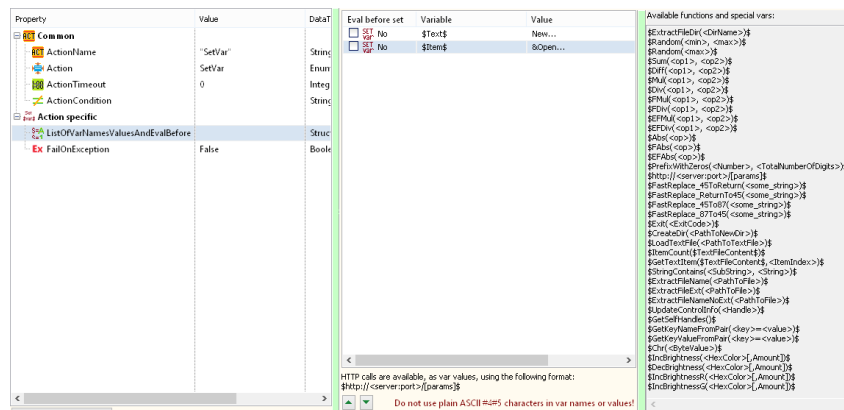 Property Value DataT
Common
ActionName "SetVar" String
Action SetVar Enum
ActionTimeout 0 Integ
ActionCondition String
Action specific
ListOfVarNamesValuesAndEvalBefore Struc
FailOnException False Boole
Eval before set Variable Value
No $Text$ New...
No $Item$ &Open...
HTTP calls are available, as var values, using the following format:
$http://<server:port>/[params]$
Do not use plain ASCII #4#5 characters in var names or values!
Available functions and special vars:
$ExtractFileDir(<DirName>)$
$Random(<min>, <max>)$
$Random(<max>)$
$Sum(<op1>, <op2>)$
$Diff(<op1>, <op2>)$
$Mul(<op1>, <op2>)$
$Div(<op1>, <op2>)$
$FMul(<op1>, <op2>)$
$FDiv(<op1>, <op2>)$
$EFMul(<op1>, <op2>)$
$EFDiv(<op1>, <op2>)$
$Abs(<op>)$
$FAbs(<op>)$
$EFAbs(<op>)$
$PrefixWithZeros(<Number>, <TotalNumberOfDigits>)$
$http://<server:port>/[params]$
$FastReplace_45ToReturn(<some_string>)$
$FastReplace_ReturnTo45(<some_string>)$
$FastReplace_45To87(<some_string>)$
$FastReplace_87To45(<some_string>)$
$Exit(<ExitCode>)$
$CreateDir(<PathToNewDir>)$
$LoadTextFile(<PathToTextFile>)$
$ItemCount($TextFileContent$)$
$GetTextItem($TextFileContent$,<ItemIndex>)$
$StringContains(<SubString>, <String>)$
$ExtractFileName(<PathToFile>)$
$ExtractFileExt(<PathToFile>)$
$ExtractFileNameNoExt(<PathToFile>)$
$UpdateControlInfo(<Handle>)$
$GetSelfHandles()$
$GetKeyNameFromPair(<key>=<value>)$
$GetKeyValueFromPair(<key>=<value>)$
$Chr(<ByteValue>)$
$IncBrightness(<HexColor>[,Amount])$
$DecBrightness(<HexColor>[,Amount])$
$IncBrightnessR(<HexColor>[,Amount])$
$IncBrightnessG(<HexColor>[,Amount])$